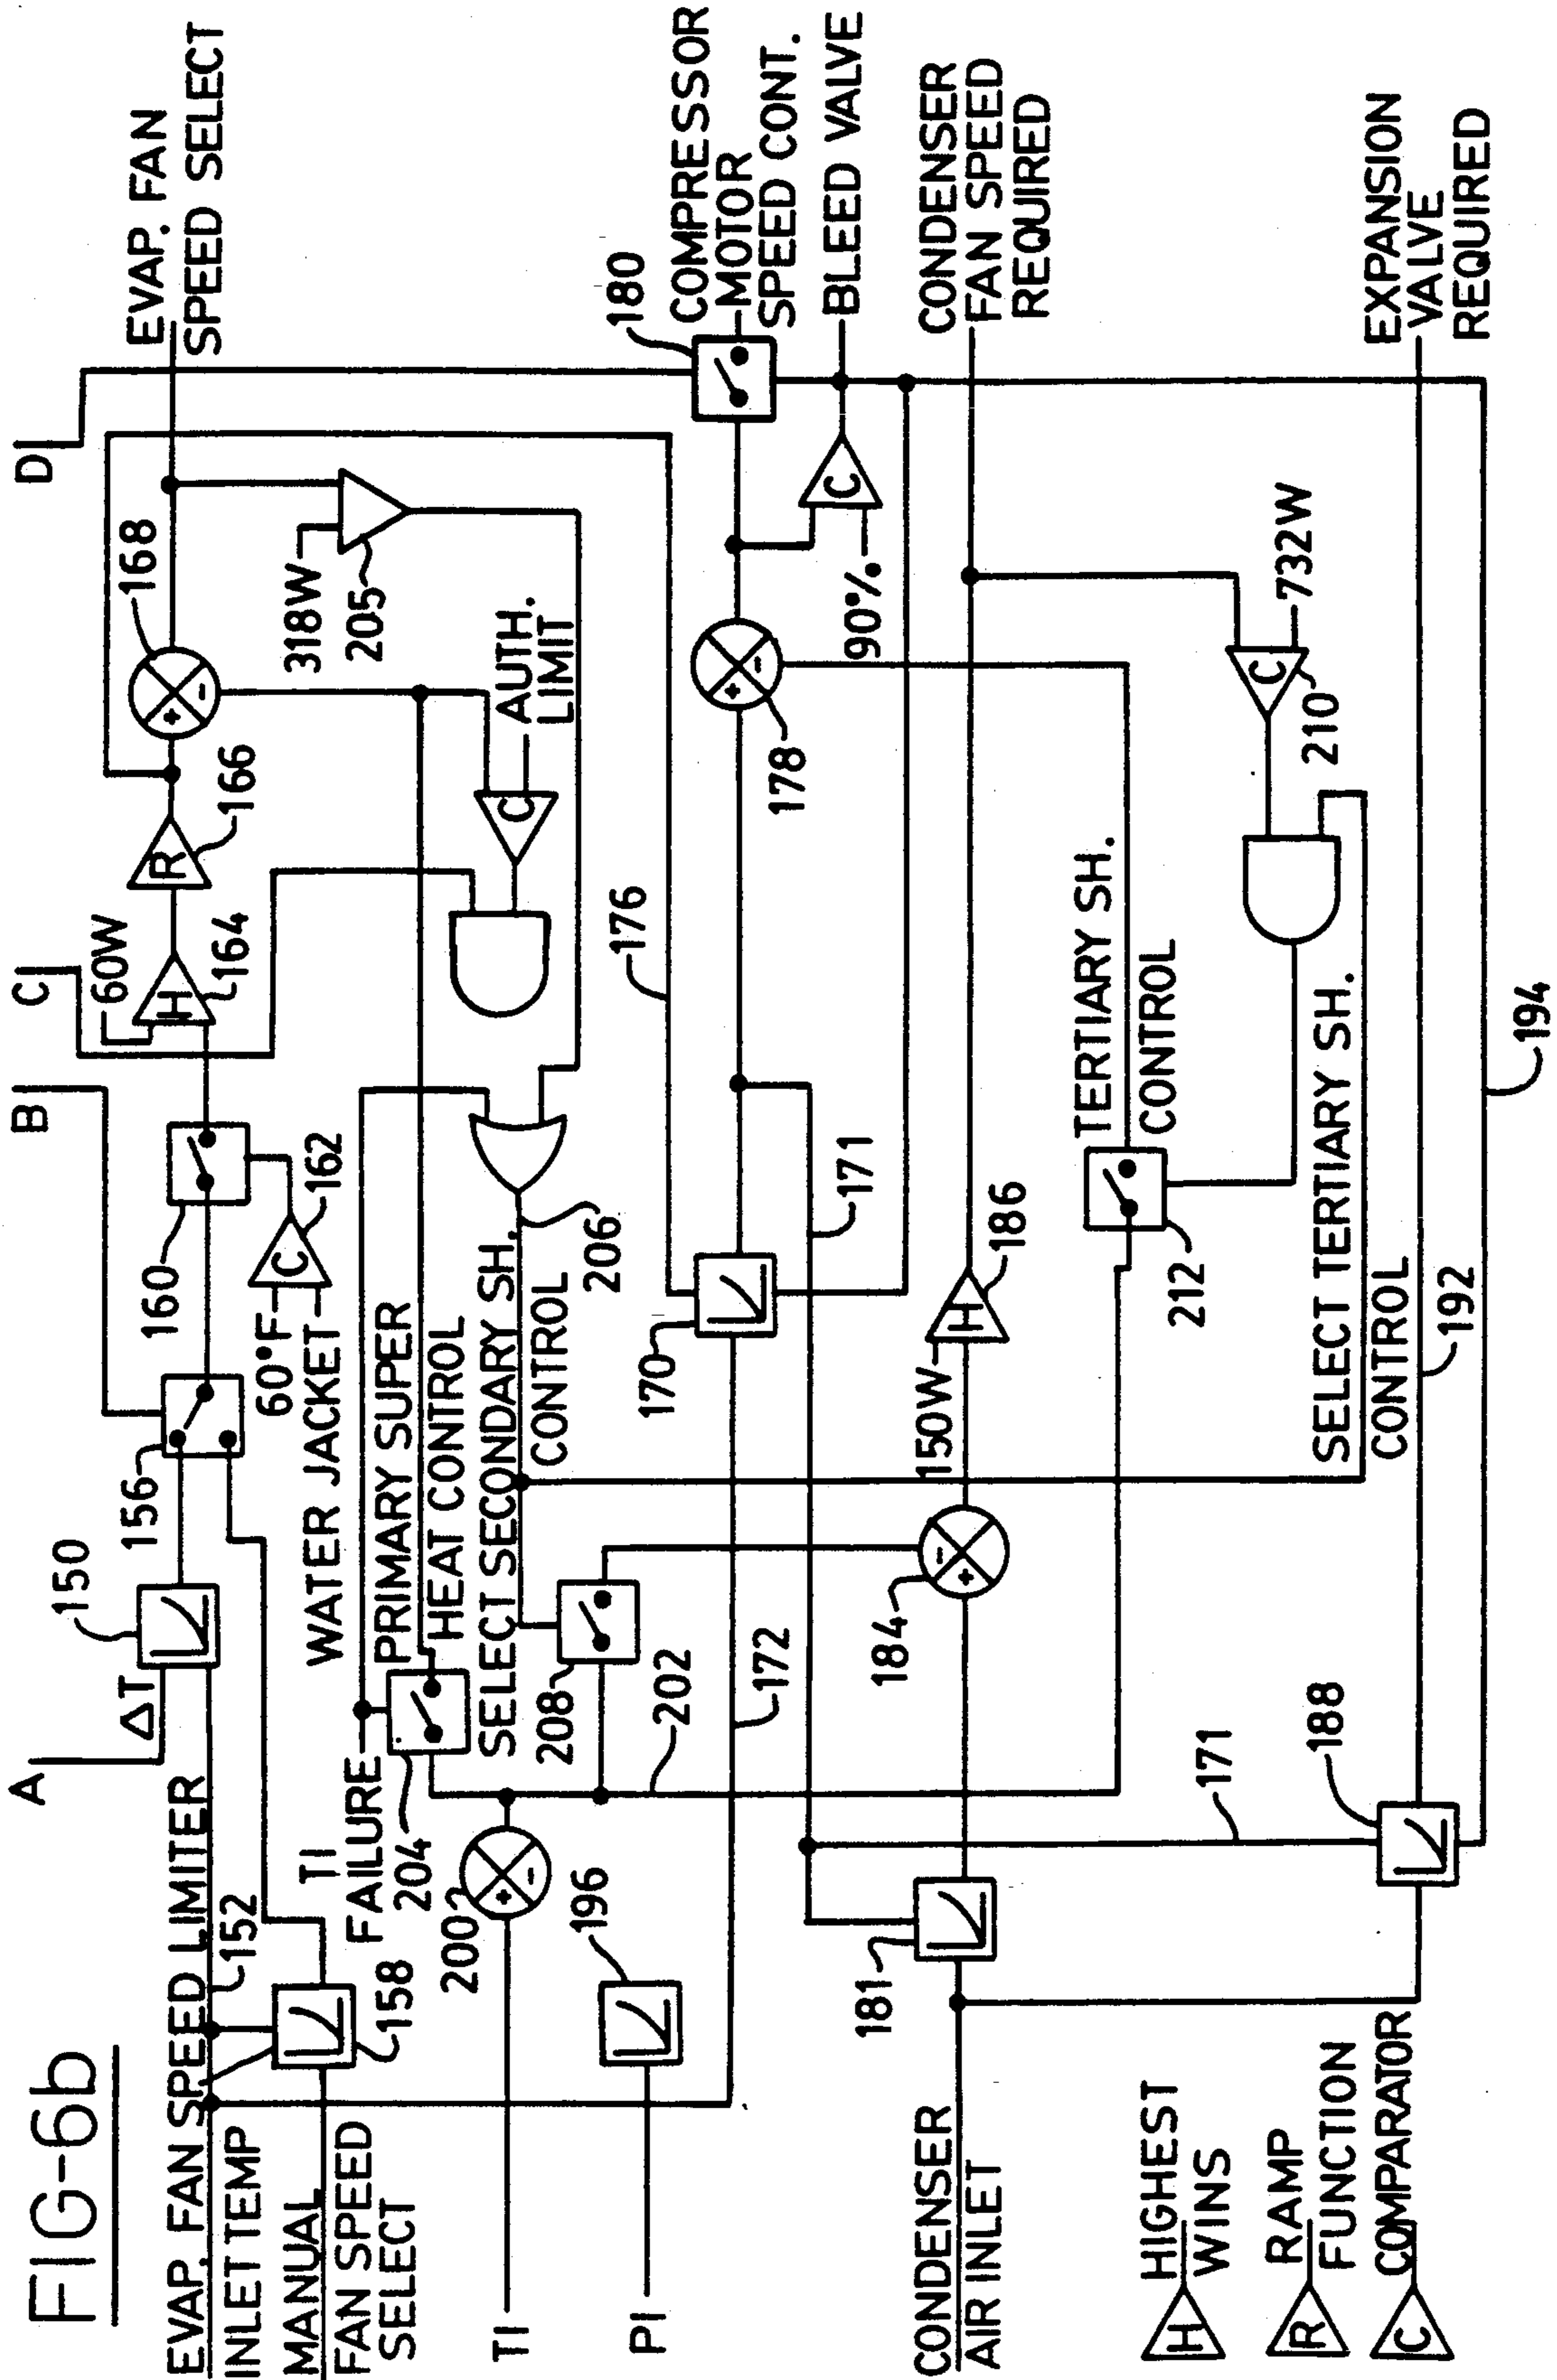 FIG-6b
A
B
C
D
EVAP. FAN SPEED LIMITER
INLET TEMP
MANUAL
FAN SPEED
SELECT
152
158
ΔT
150
156
160
60°F
WATER JACKET
162
60W
164
H
R
166
168
+
-
EVAP. FAN
SPEED SELECT
318W
205
AUTH.
LIMIT
C
C
TI
FAILURE
204
PRIMARY SUPER
HEAT CONTROL
SELECT SECONDARY SH.
CONTROL
206
208
202
TI
200
+
-
PI
196
172
170
176
171
178
+
-
180
COMPRESSOR
MOTOR
SPEED CONT.
90%
C
BLEED VALVE
CONDENSER
AIR INLET
181
184
+
-
150W
H
186
CONDENSER
FAN SPEED
REQUIRED
732W
C
210
TERTIARY SH.
CONTROL
212
SELECT TERTIARY SH.
CONTROL
171
188
192
194
EXPANSION
VALVE
REQUIRED
H
HIGHEST
WINS
R
RAMP
FUNCTION
C
COMPARATOR